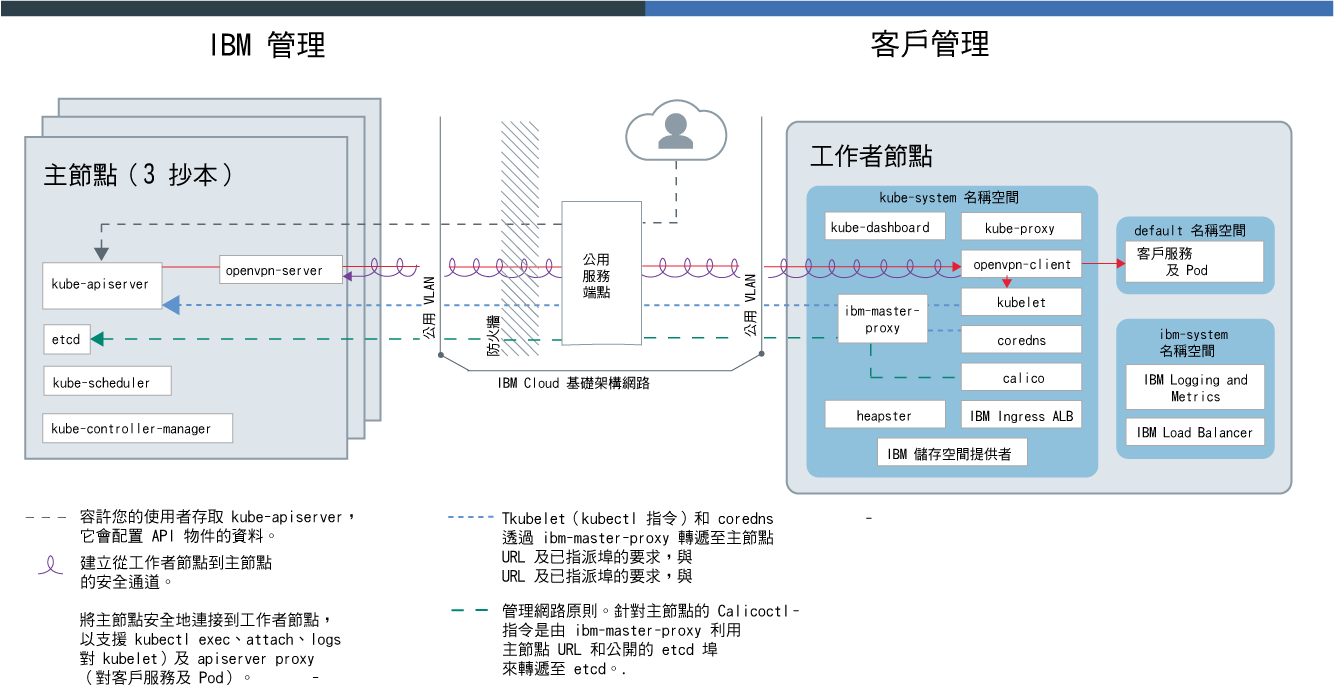 IBM 管理
客戶管理
主節點（3 抄本）
kube-apiserver
openvpn-server
etcd
kube-scheduler
kube-controller-manager
公用 VLAN
防火牆
公用
服務
端點
公用 VLAN
IBM Cloud 基礎架構網路
工作者節點
kube-system 名稱空間
kube-dashboard
kube-proxy
openvpn-client
kubelet
ibm-master-
proxy
coredns
calico
heapster
IBM Ingress ALB
IBM 儲存空間提供者
default 名稱空間
客戶服務
及 Pod
ibm-system
名稱空間
IBM Logging and
Metrics
IBM Load Balancer
容許您的使用者存取 kube-apiserver，
它會配置 API 物件的資料。
建立從工作者節點到主節點
的安全通道。
將主節點安全地連接到工作者節點，
以支援 kubectl exec、attach、logs
對 kubelet）及 apiserver proxy
（對客戶服務及 Pod）。 -
Tkubelet（kubectl 指令）和 coredns -
透過 ibm-master-proxy 轉遞至主節點
URL 及已指派埠的要求，與
URL 及已指派埠的要求，與
管理網路原則。針對主節點的 Calicoctl-
指令是由 ibm-master-proxy 利用
主節點 URL 和公開的 etcd 埠
來轉遞至 etcd。.